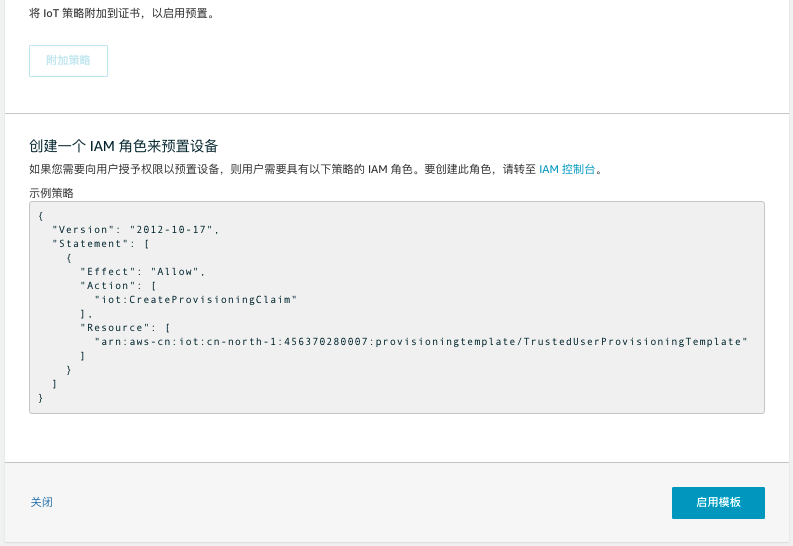 将 IoT 策略附加到证书，以启用预置。
附加策略
创建一个 IAM 角色来预置设备
如果您需要向用户授予权限以预置设备，则用户需要具有以下策略的 IAM 角色。要创建此角色，请转至 IAM 控制台。
示例策略
{
  "Version": "2012-10-17",
  "Statement": [
    {
      "Effect": "Allow",
      "Action": [
        "iot:CreateProvisioningClaim"
      ],
      "Resource": [
        "arn:aws-cn:iot:cn-north-1:456370280007:provisioningtemplate/TrustedUserProvisioningTemplate"
      ]
    }
  ]
}
关闭
启用模板